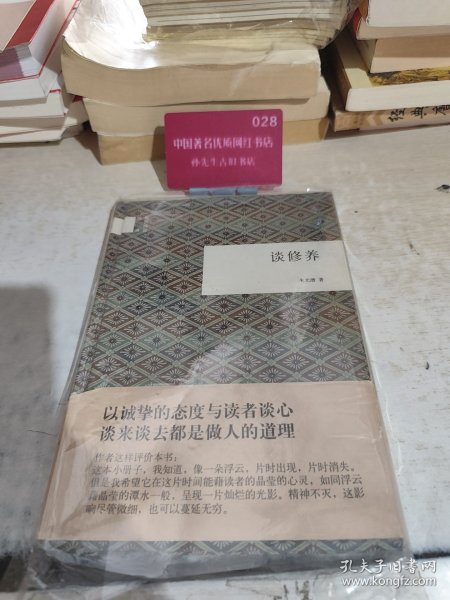 028
中国著名优质网红书店
孙先生古旧书店
经典
谈修养
朱光潜 著
以诚挚的态度与读者谈心
谈来谈去都是做人的道理
作者这样评价本书：
这本小册子，我知道，像一朵浮云，片时出现，片时消失。
但是我希望它在这片时间能藉读者的晶莹的心灵，如同浮云
藉晶莹的潭水一般，呈现一片灿烂的光影。精神不灭，这影
响尽管微细，也可以蔓延无穷。
孔夫子旧书网
www.kongfz.com